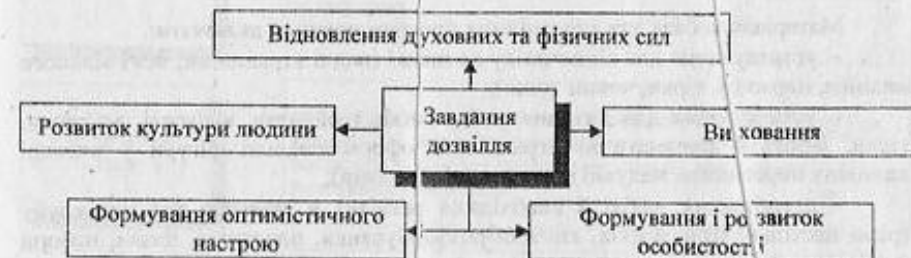 Відновлення духовних та фізичних сил
Розвиток культури людини
Завдання
дозвілля
Виховання
Формування оптимістичного
настрою
Формування і розвиток
особистості